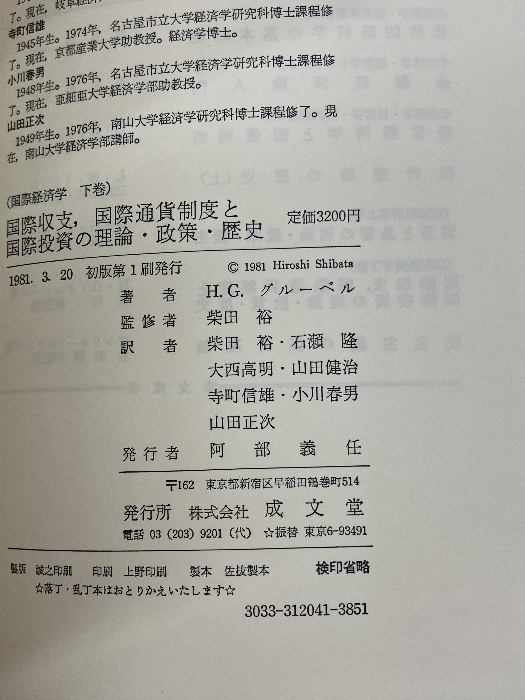 了。現在, 岐阜経済
寺町信雄
1945年生。1974年, 名古屋市立大学経済学研究科博士課程修
了。現在, 京都産業大学助教授。経済学博士。
小川春男
1948年生。1976年, 名古屋市立大学経済学研究科博士課程修
了。現在, 亜細亜大学経済学部助教授。
山田正次
1949年生。1976年, 南山大学経済学研究科博士課程修了。現
在, 南山大学経済学部講師。
(国際経済学 下巻)
国際収支, 国際通貨制度と
国際投資の理論・政策・歴史 定価3200円
1981. 3. 20 初版第1刷発行 © 1981 Hiroshi Shibata
著者 H.G. グルーベル
監修者 柴田 裕
訳者 柴田 裕・石瀬 隆
大西高明・山田健治
寺町信雄・小川春男
山田正次
発行者 阿部義任
〒162 東京都新宿区早稲田鶴巻町514
発行所 株式会社 成文堂
電話 03 (203) 9201 (代) ☆振替 東京6-93491
製版 誠之印刷 印刷 上野印刷 製本 佐抜製本 検印省略
☆落丁・乱丁本はおとりかえいたします☆
3033-312041-3851